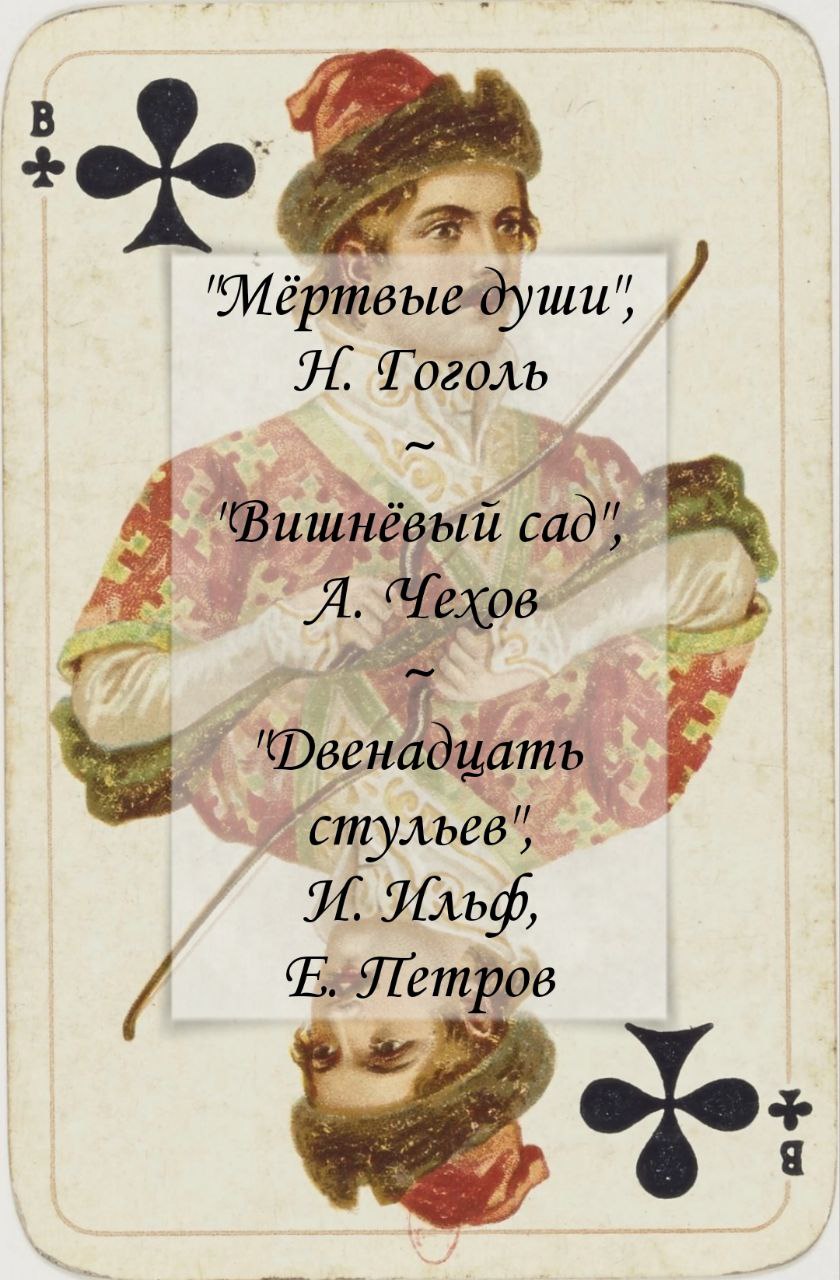 В
"Мёртвые души",
Н. Гоголь
~
"Вишнёвый сад",
А. Чехов
~
"Двенадцать
стульев",
И. Ильф,
Е. Петров
В